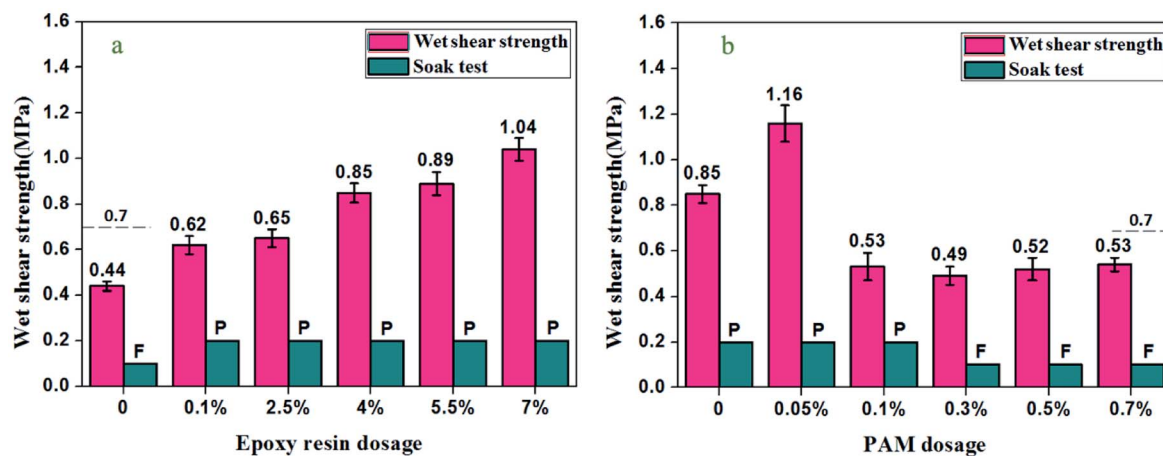 a
Wet shear strength
Soak test
Wet shear strength(MPa)
1.6
1.4
1.2
1.0
0.8
0.6
0.4
0.2
0.0
0.7
0.44
0.62
0.65
0.85
0.89
1.04
F
P
P
P
P
P
0
0.1%
2.5%
4%
5.5%
7%
Epoxy resin dosage
b
Wet shear strength
Soak test
Wet shear strength(MPa)
1.6
1.4
1.2
1.0
0.8
0.6
0.4
0.2
0.0
0.85
1.16
0.53
0.49
0.52
0.53
0.7
P
P
P
F
F
F
0
0.05%
0.1%
0.3%
0.5%
0.7%
PAM dosage